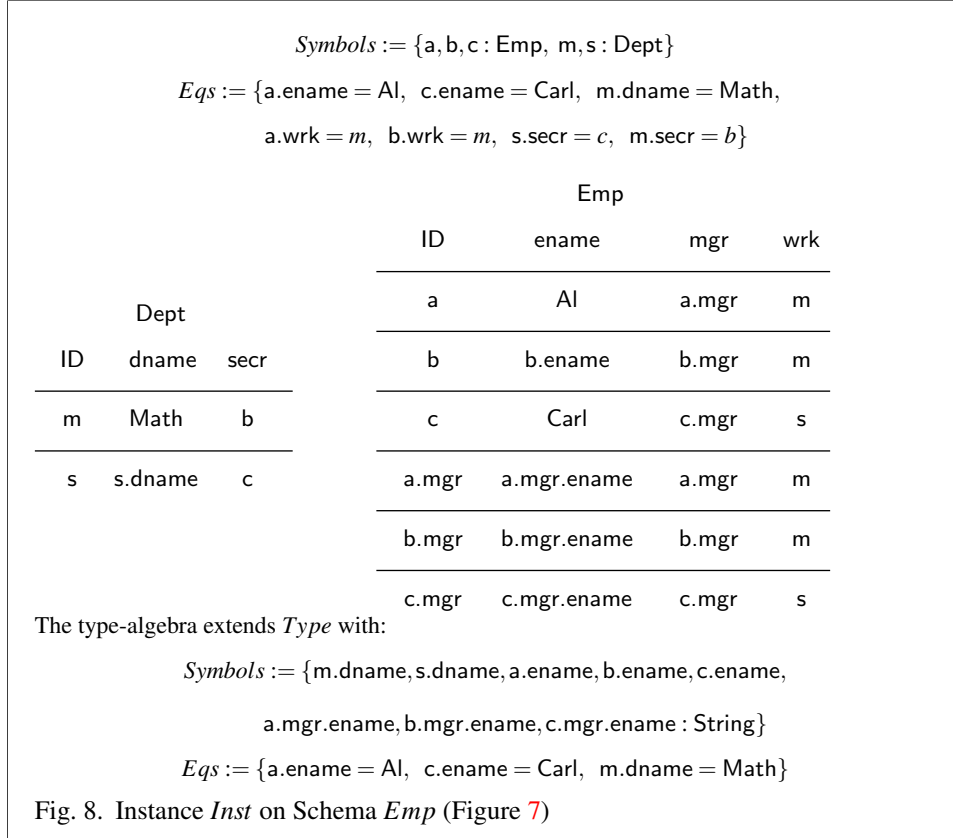 Symbols := {a, b, c : Emp, m, s : Dept}
Eqs := {a.ename = Al, c.ename = Carl, m.dname = Math,
a.wrk = m, b.wrk = m, s.secr = c, m.secr = b}
Dept
ID dname secr
m Math b
s s.dname c
Emp
ID ename mgr wrk
a Al a.mgr m
b b.ename b.mgr m
c Carl c.mgr s
a.mgr a.mgr.ename a.mgr m
b.mgr b.mgr.ename b.mgr m
c.mgr c.mgr.ename c.mgr s
The type-algebra extends Type with:
Symbols := {m.dname, s.dname, a.ename, b.ename, c.ename,
a.mgr.ename, b.mgr.ename, c.mgr.ename : String}
Eqs := {a.ename = Al, c.ename = Carl, m.dname = Math}
Fig. 8. Instance Inst on Schema Emp (Figure 7)